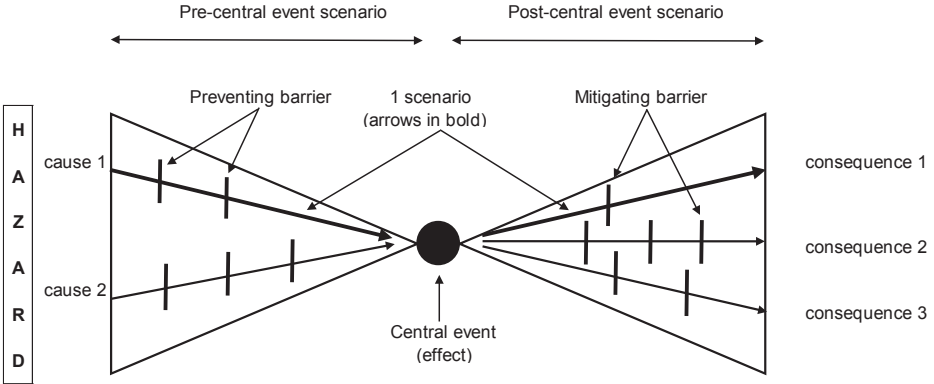 Pre-central event scenario
Post-central event scenario
Preventing barrier
1 scenario
(arrows in bold)
Mitigating barrier
H
A
Z
A
R
D
cause 1
cause 2
consequence 1
consequence 2
consequence 3
Central event
(effect)